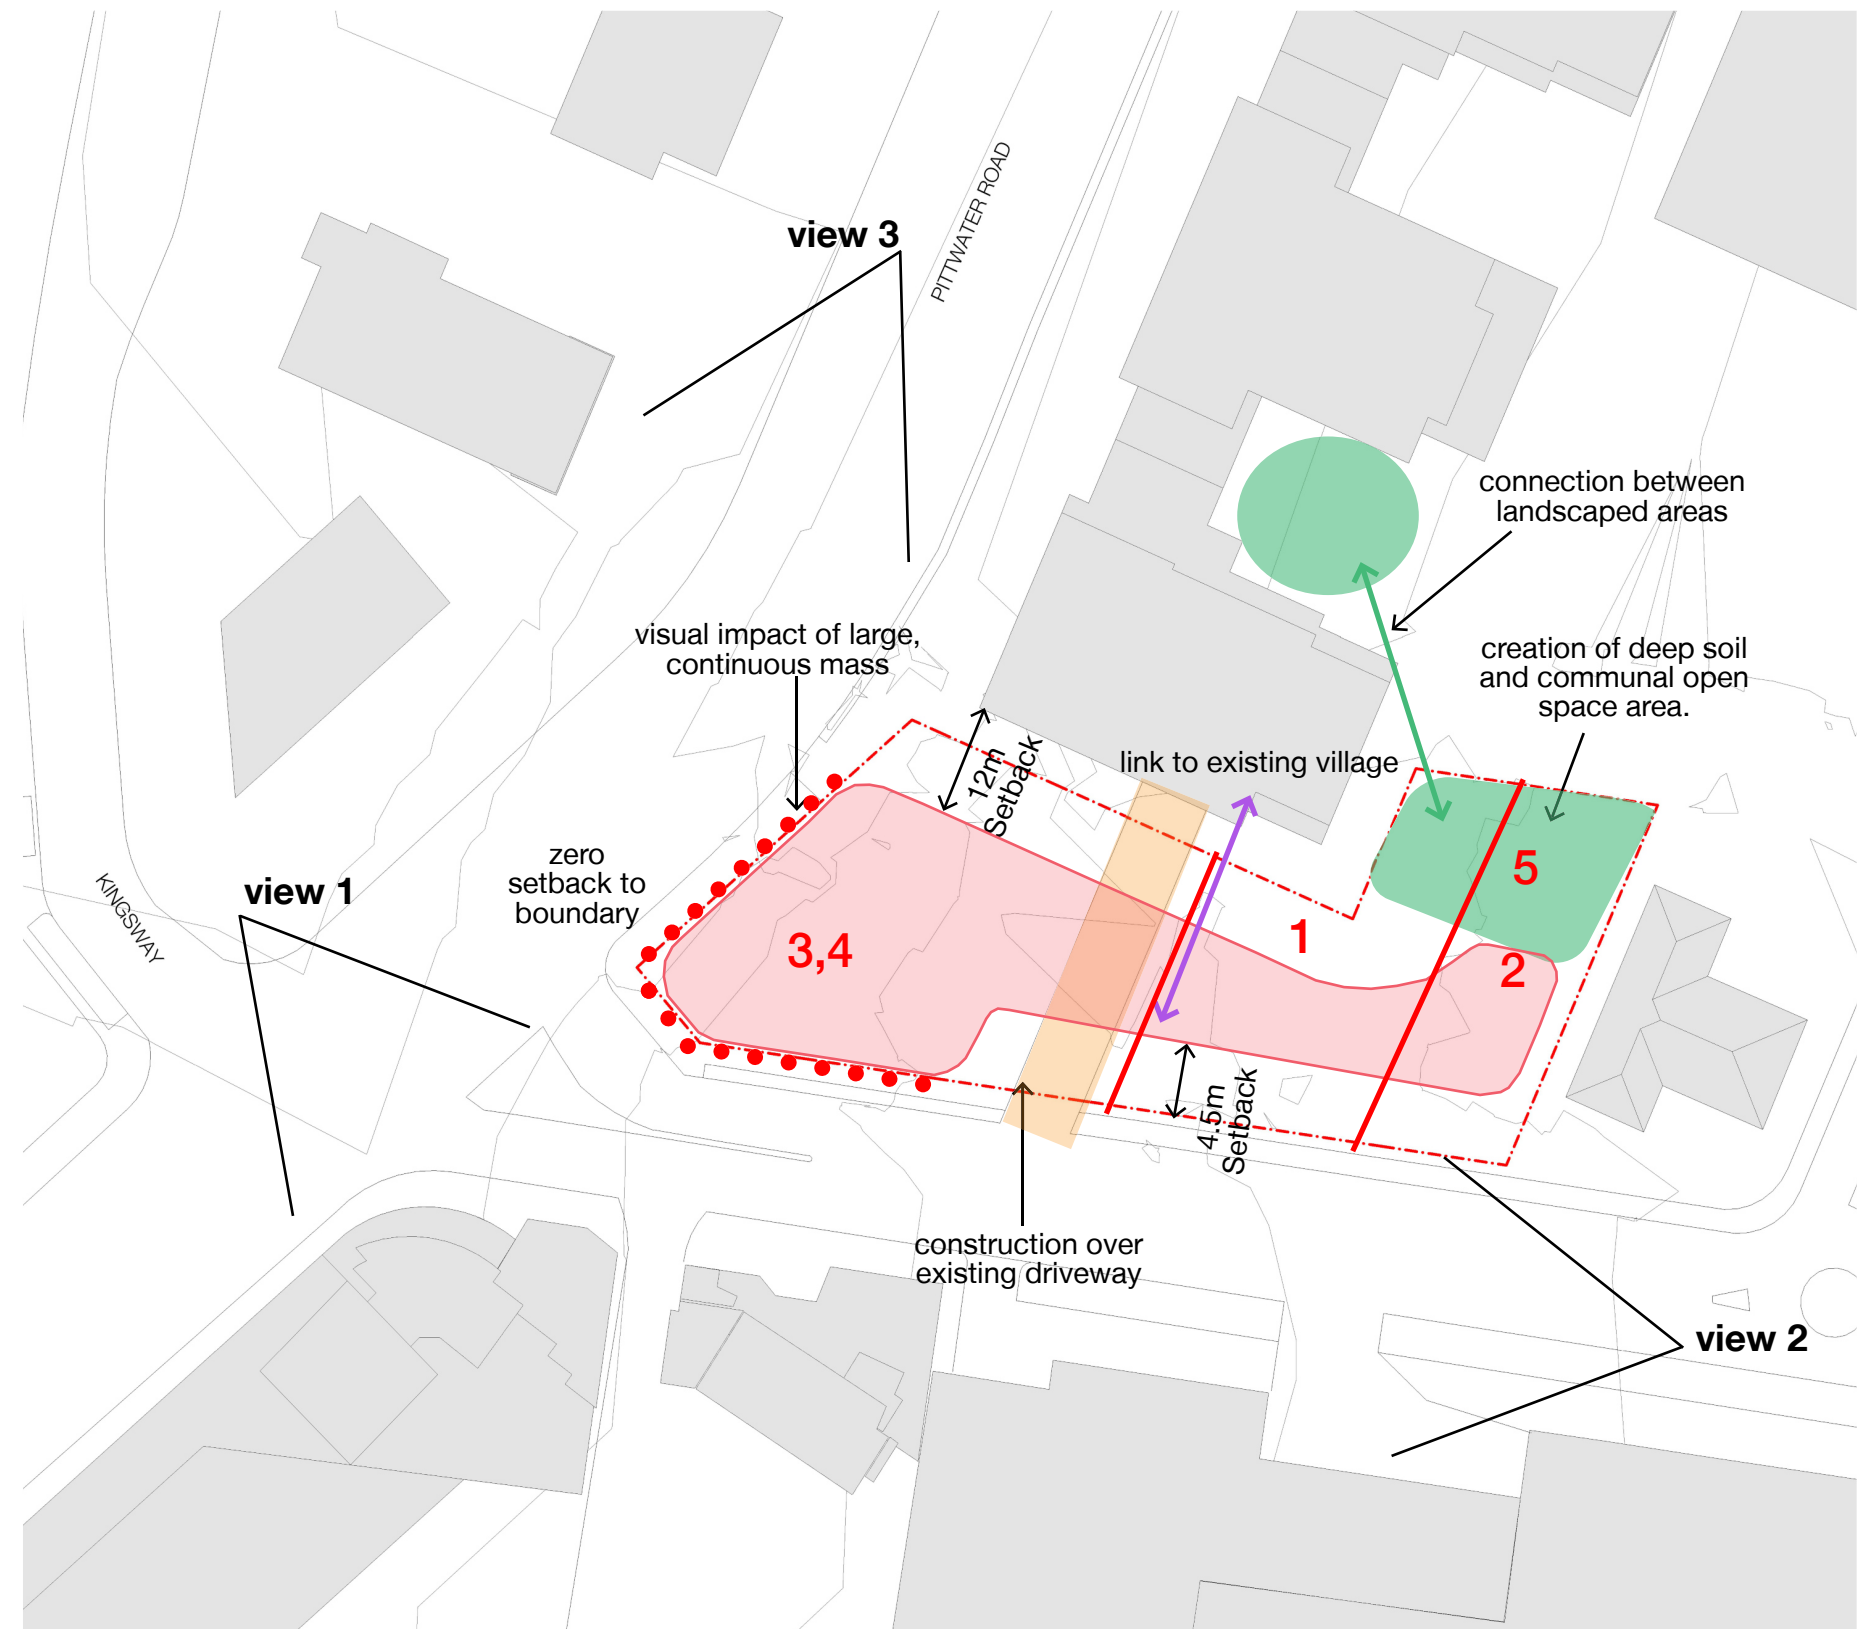 PITTWATER ROAD
view 3
connection between
landscaped areas
visual impact of large,
continuous mass
creation of deep soil
and communal open
space area.
12m
Setback
link to existing village
zero
setback to
boundary
view 1
KINGSWAY
3,4
1
2
5
4.5m
Setback
construction over
existing driveway
view 2